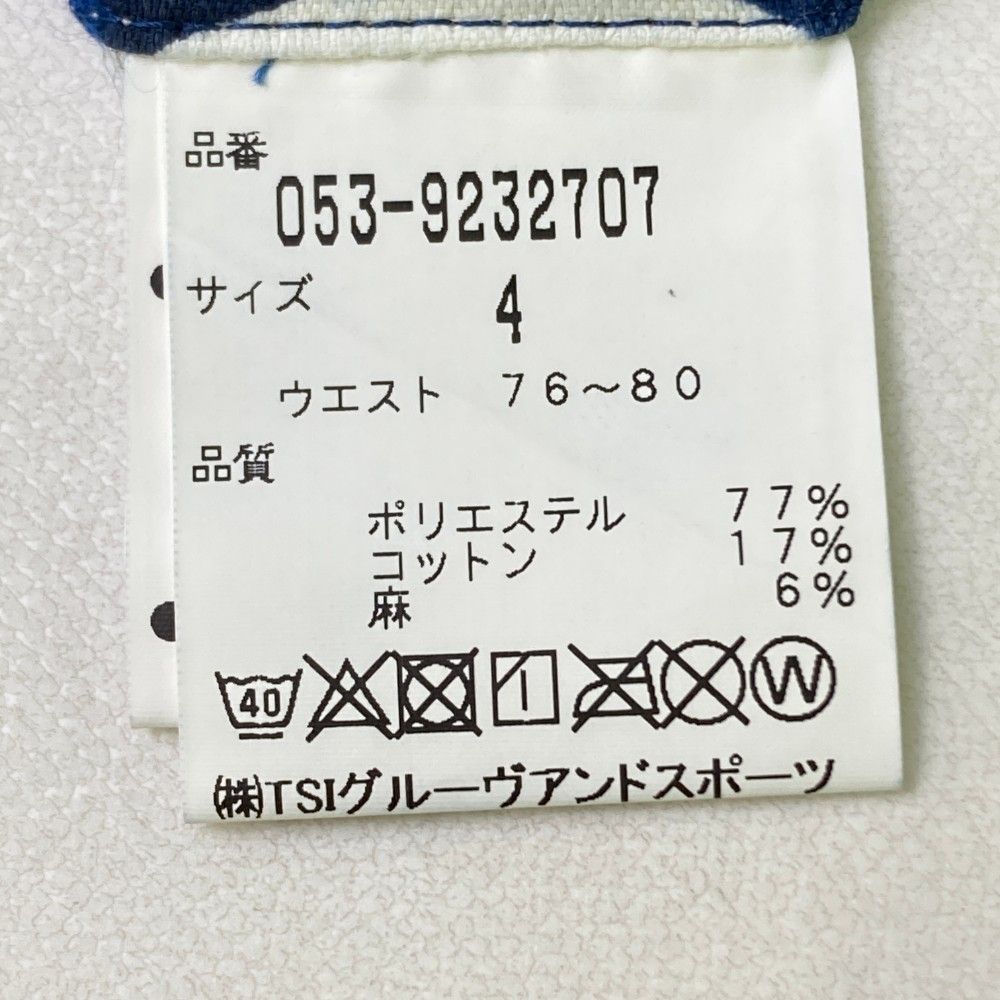 品番
053-9232707
サイズ 4
ウエスト 76～80
品質
ポリエステル 77%
コットン 17%
麻 6%
40 W
㈱TSIグルーヴアンドスポーツ